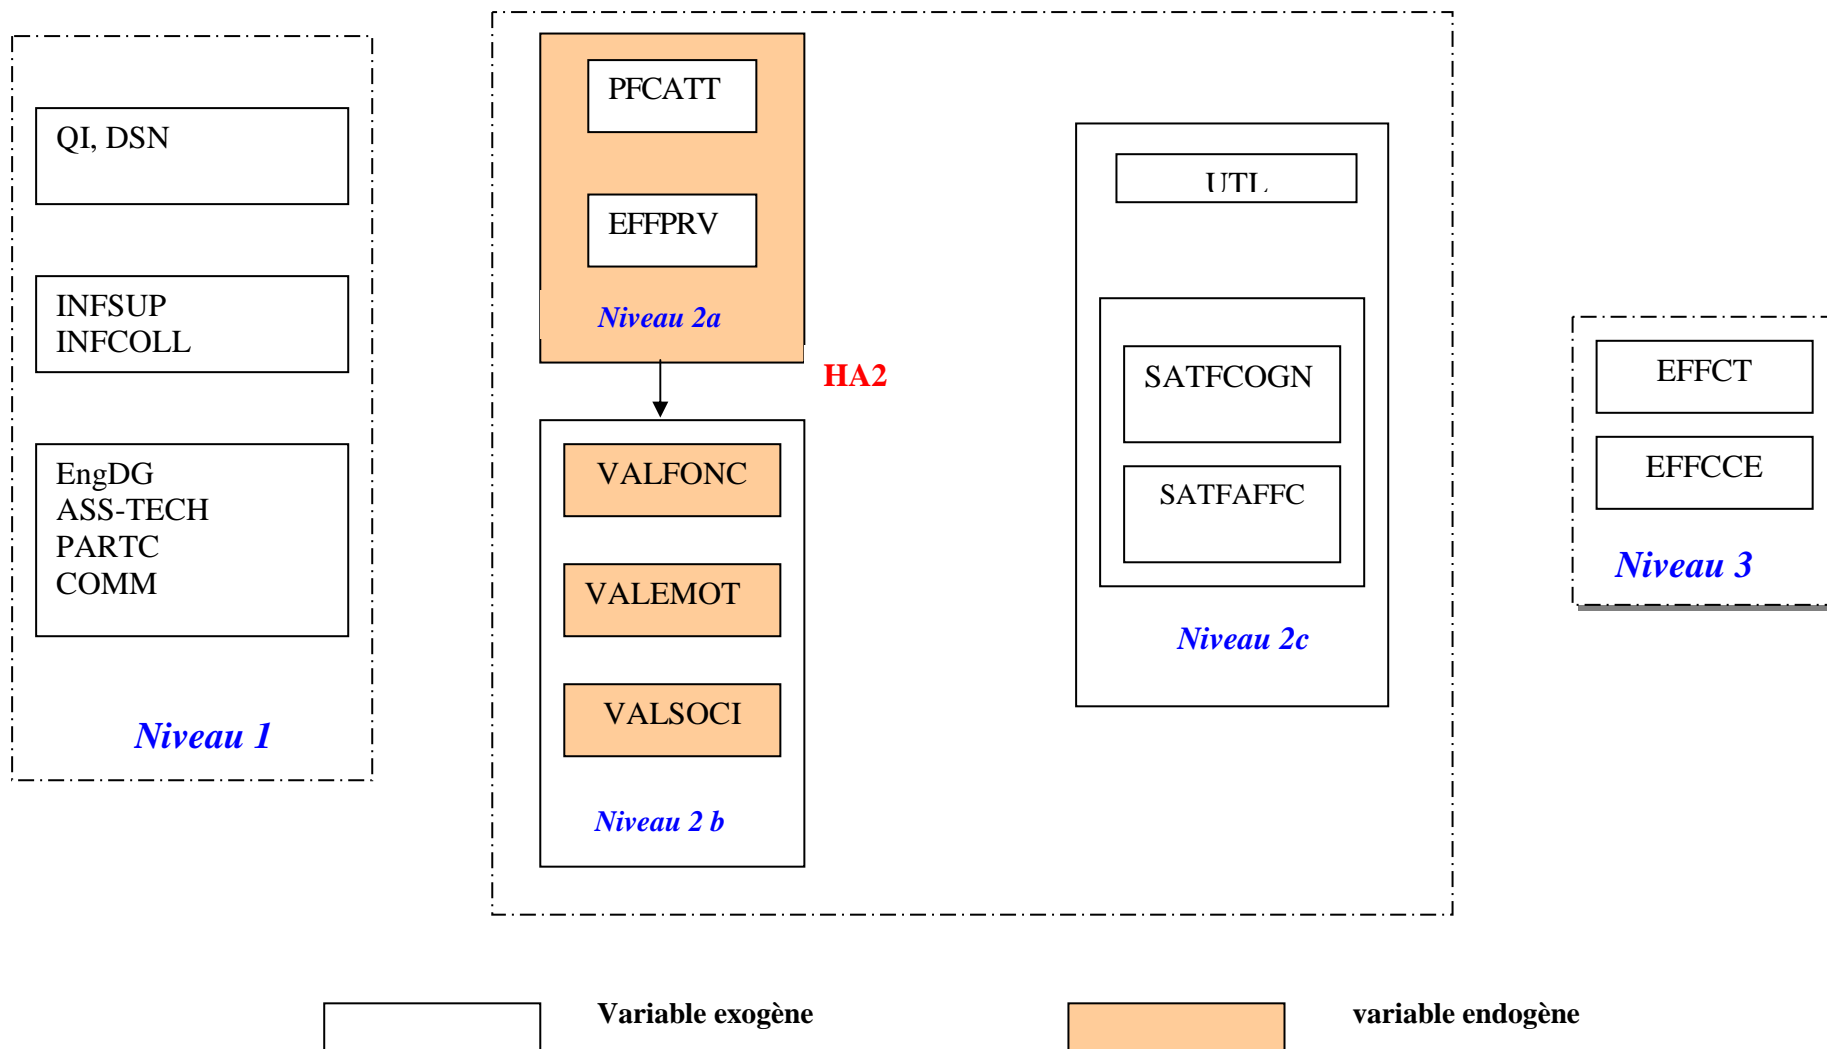 QI, DSN
INFSUP
INFCOLL
EngDG
ASS-TECH
PARTC
COMM
Niveau 1
PFCATT
EFFPRV
Niveau 2a
HA2
VALFONC
VALEMOT
VALSOCI
Niveau 2 b
UTL
SATFCOGN
SATFAFFC
Niveau 2c
EFFCT
EFFCCE
Niveau 3
Variable exogène
variable endogène